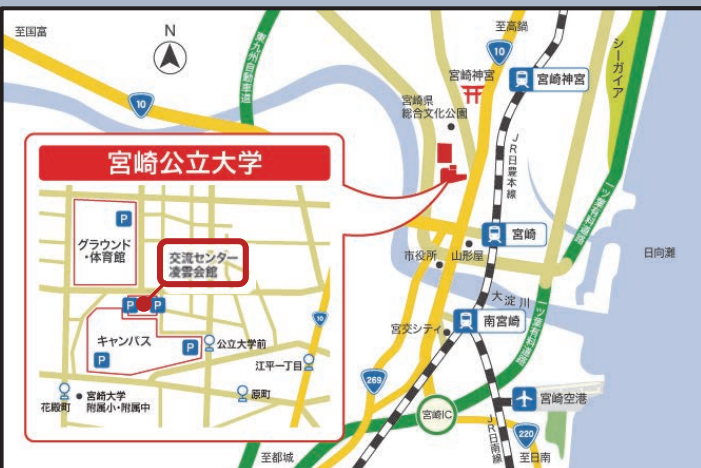 至国富
N
至高鍋
10
東九州自動車道
10
宮崎神宮
宮崎神宮
シーガイア
宮崎県
総合文化公園
JR日豊本線
一ツ葉有料道路
宮崎公立大学
P
グラウンド
・体育館
交流センター
凌雲会館
P
P
キャンパス
P
P
公立大学前
10
江平一丁目
宮崎大学
附属小・附属中
花殿町
原町
宮崎
市役所
山形屋
日向灘
大淀川
一ツ葉有料道路
宮交シティ
南宮崎
269
宮崎IC
宮崎空港
JR日南線
220
至都城
至日南